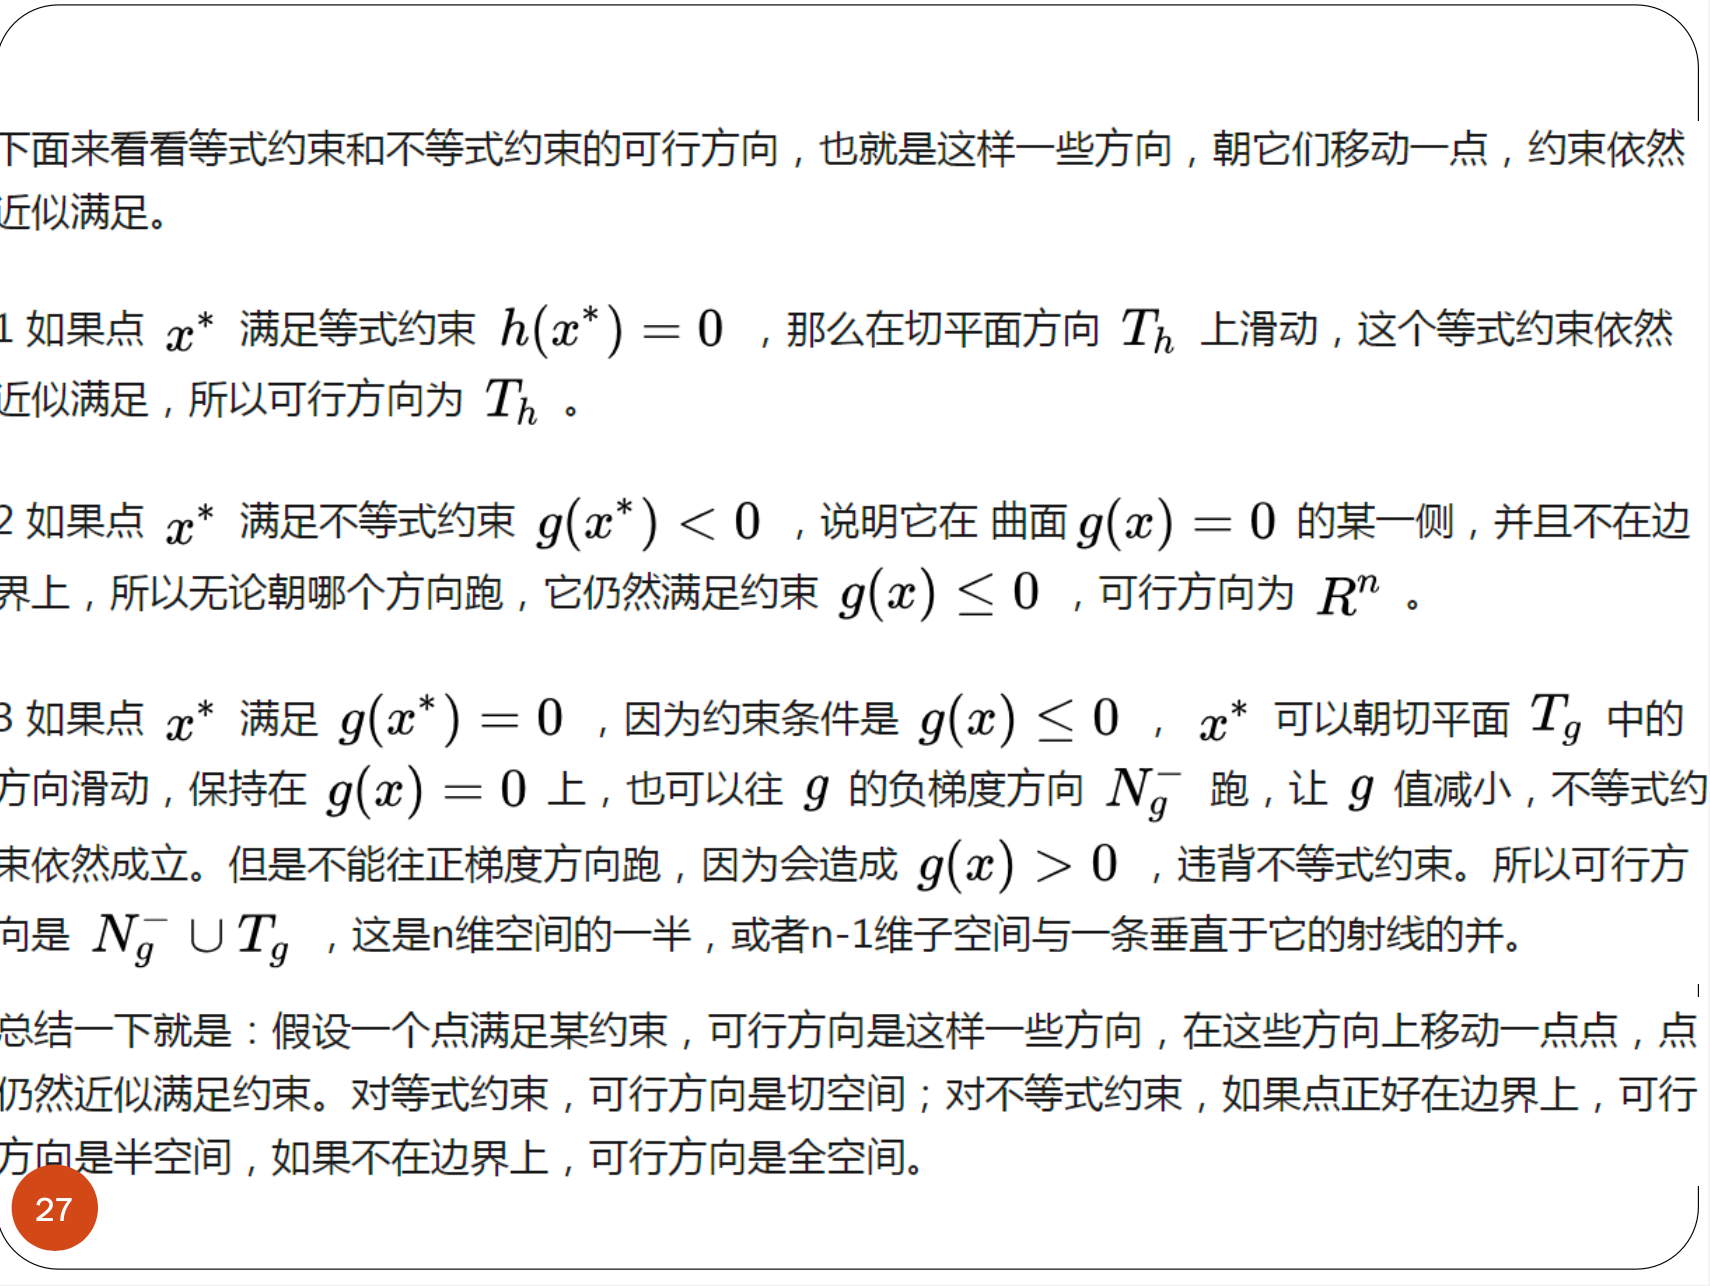 下面来看看等式约束和不等式约束的可行方向，也就是这样一些方向，朝它们移动一点，约束依然
近似满足。
1 如果点 x* 满足等式约束 h(x*) = 0 ，那么在切平面方向 T_h 上滑动，这个等式约束依然
近似满足，所以可行方向为 T_h 。
2 如果点 x* 满足不等式约束 g(x*) < 0 ，说明它在 曲面 g(x) = 0 的某一侧，并且不在边
界上，所以无论朝哪个方向跑，它仍然满足约束 g(x) ≤ 0 ，可行方向为 Rⁿ 。
3 如果点 x* 满足 g(x*) = 0 ，因为约束条件是 g(x) ≤ 0 ， x* 可以朝切平面 T_g 中的
方向滑动，保持在 g(x) = 0 上，也可以往 g 的负梯度方向 N_g⁻ 跑，让 g 值减小，不等式约
束依然成立。但是不能往正梯度方向跑，因为会造成 g(x) > 0 ，违背不等式约束。所以可行方
向是 N_g⁻ ∪ T_g ，这是n维空间的一半，或者n-1维子空间与一条垂直于它的射线的并。
总结一下就是：假设一个点满足某约束，可行方向是这样一些方向，在这些方向上移动一点点，点
仍然近似满足约束。对等式约束，可行方向是切空间；对不等式约束，如果点正好在边界上，可行
方向是半空间，如果不在边界上，可行方向是全空间。
27